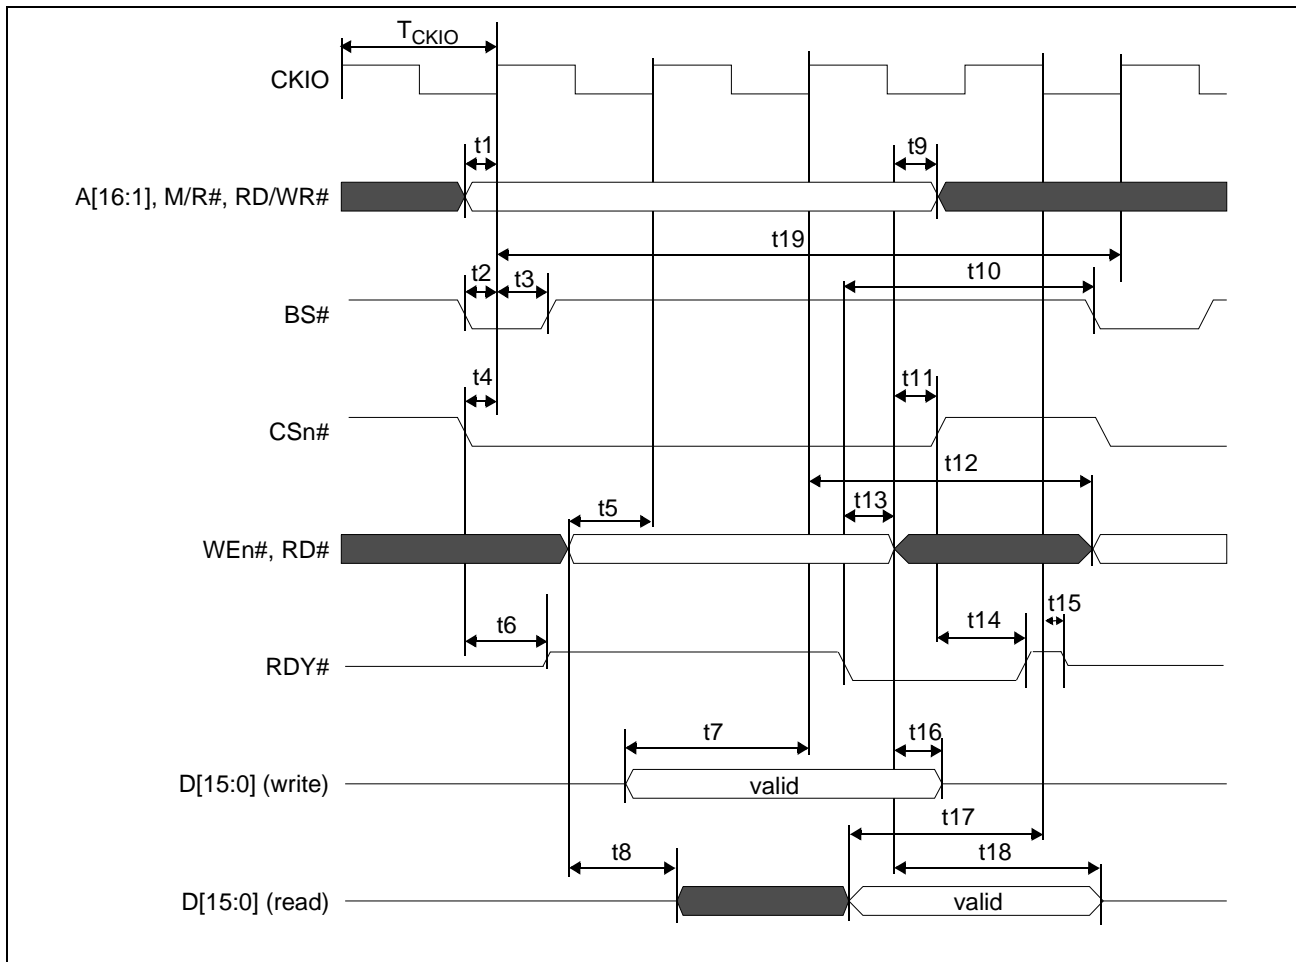 TCKIO
CKIO
t1
t9
A[16:1], M/R#, RD/WR#
t19
t2
t3
t10
BS#
t4
t11
CSn#
t12
t5
t13
WEn#, RD#
t15
t6
t14
RDY#
t7
t16
D[15:0] (write)
valid
t17
t8
t18
D[15:0] (read)
valid